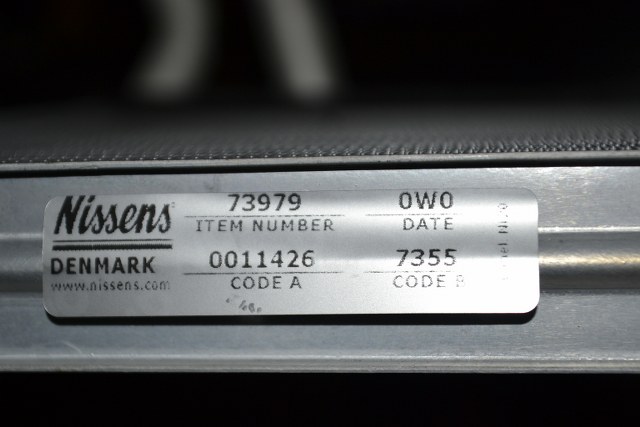 Nissens
DENMARK
www.nissens.com
73979
ITEM NUMBER
0W0
DATE
0011426
CODE A
7355
CODE B